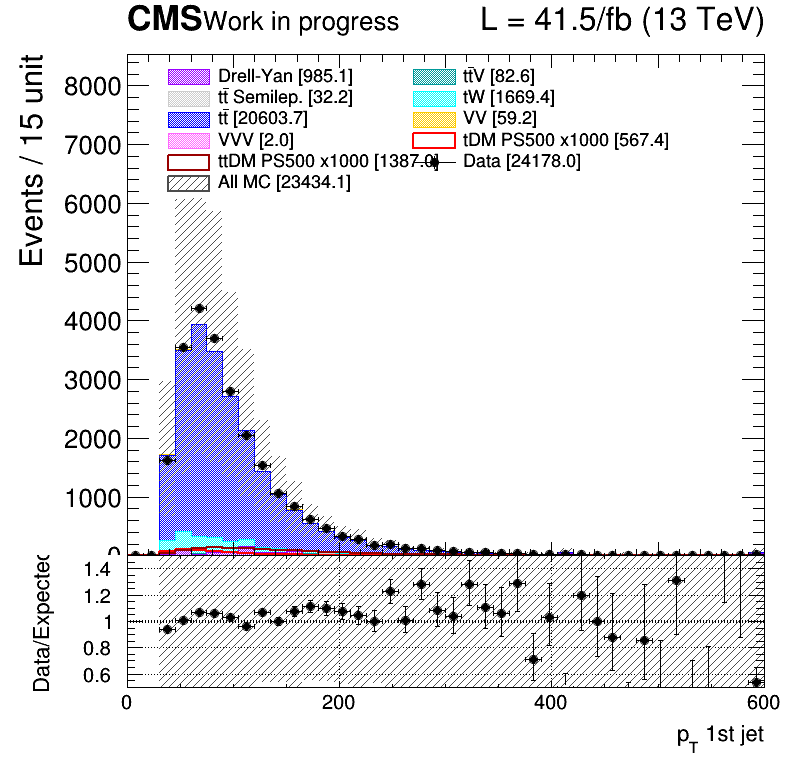 CMS Work in progress L = 41.5/fb (13 TeV)
Events / 15 unit
Drell-Yan [985.1] tt̄V [82.6]
tt̄ Semilep. [32.2] tW [1669.4]
tt̄ [20603.7] VV [59.2]
VVV [2.0] tDM PS500 x1000 [567.4]
ttDM PS500 x1000 [1387.0] Data [24178.0]
All MC [23434.1]
8000
7000
6000
5000
4000
3000
2000
1000
0
Data/Expected
1.4
1.2
1
0.8
0.6
0 200 400 600
p_T 1st jet